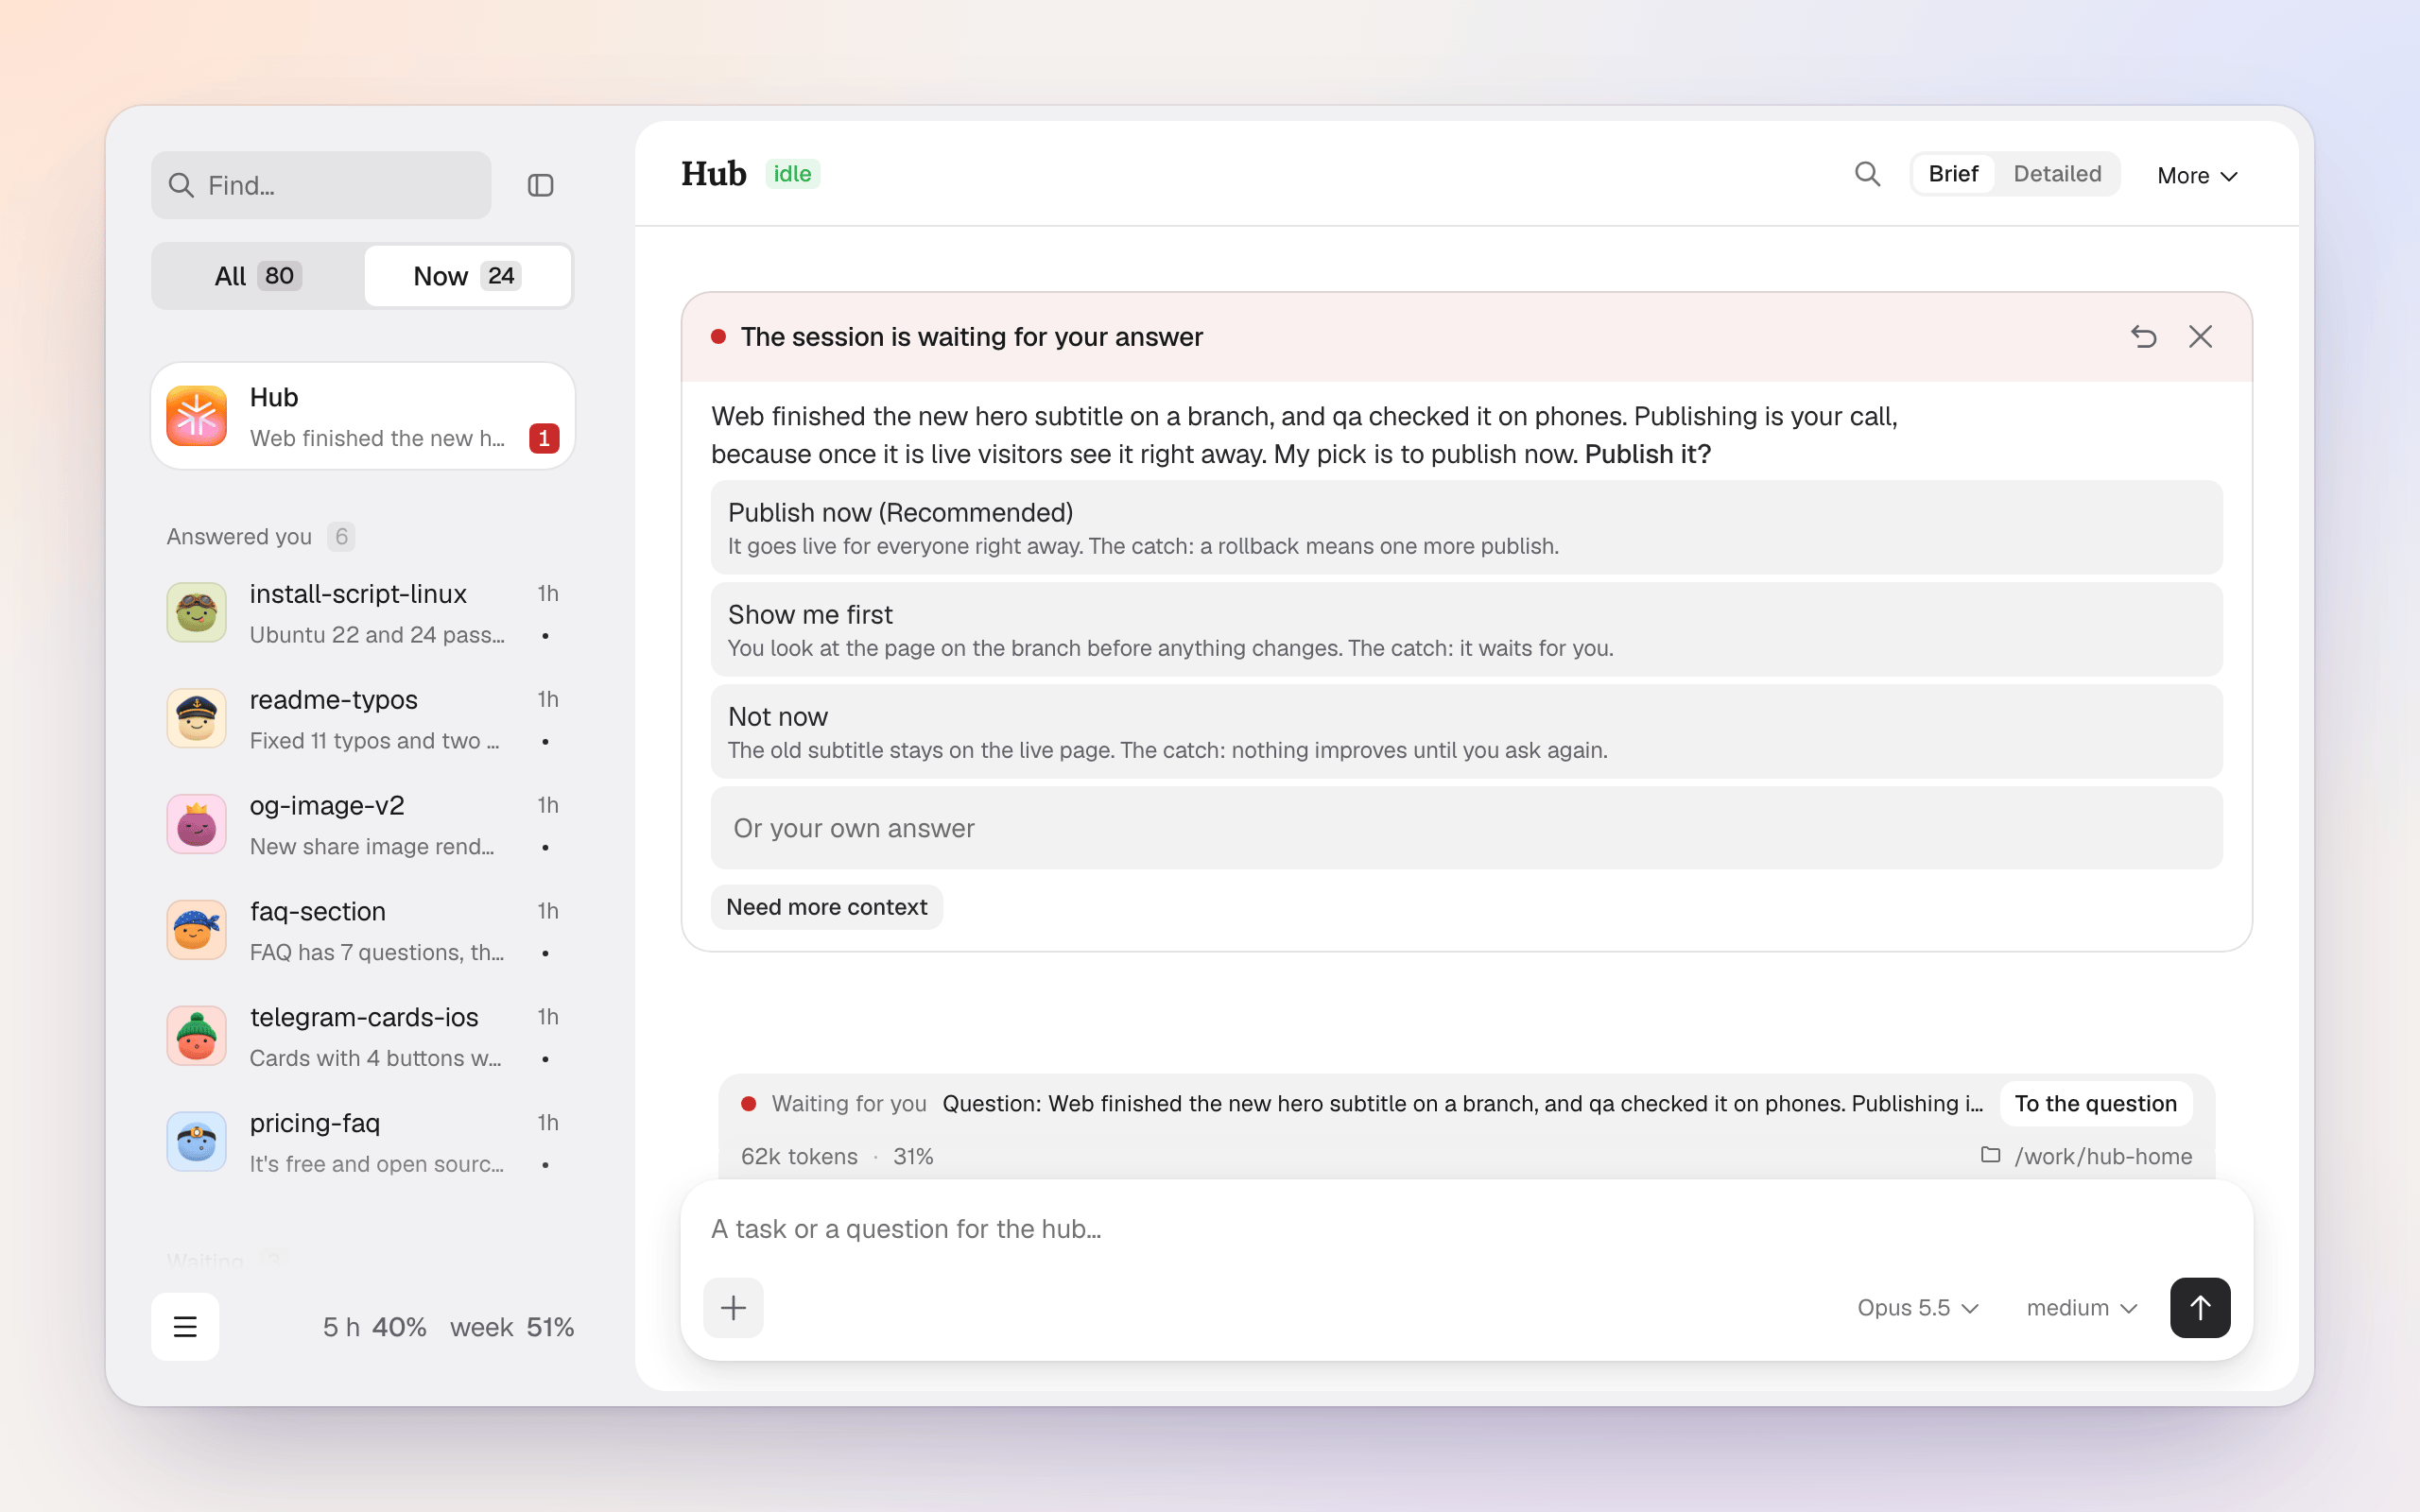 Find...
All 80
Now 24
Hub
Web finished the new h...
1
Answered you 6
install-script-linux 1h
Ubuntu 22 and 24 pass...
readme-typos 1h
Fixed 11 typos and two ...
og-image-v2 1h
New share image rend...
faq-section 1h
FAQ has 7 questions, th...
telegram-cards-ios 1h
Cards with 4 buttons w...
pricing-faq 1h
It's free and open sourc...
Waiting 3
5 h 40% week 51%
Hub idle
Brief Detailed More
The session is waiting for your answer
Web finished the new hero subtitle on a branch, and qa checked it on phones. Publishing is your call,
because once it is live visitors see it right away. My pick is to publish now. Publish it?
Publish now (Recommended)
It goes live for everyone right away. The catch: a rollback means one more publish.
Show me first
You look at the page on the branch before anything changes. The catch: it waits for you.
Not now
The old subtitle stays on the live page. The catch: nothing improves until you ask again.
Or your own answer
Need more context
Waiting for you Question: Web finished the new hero subtitle on a branch, and qa checked it on phones. Publishing i... To the question
62k tokens · 31% /work/hub-home
A task or a question for the hub...
Opus 5.5 medium